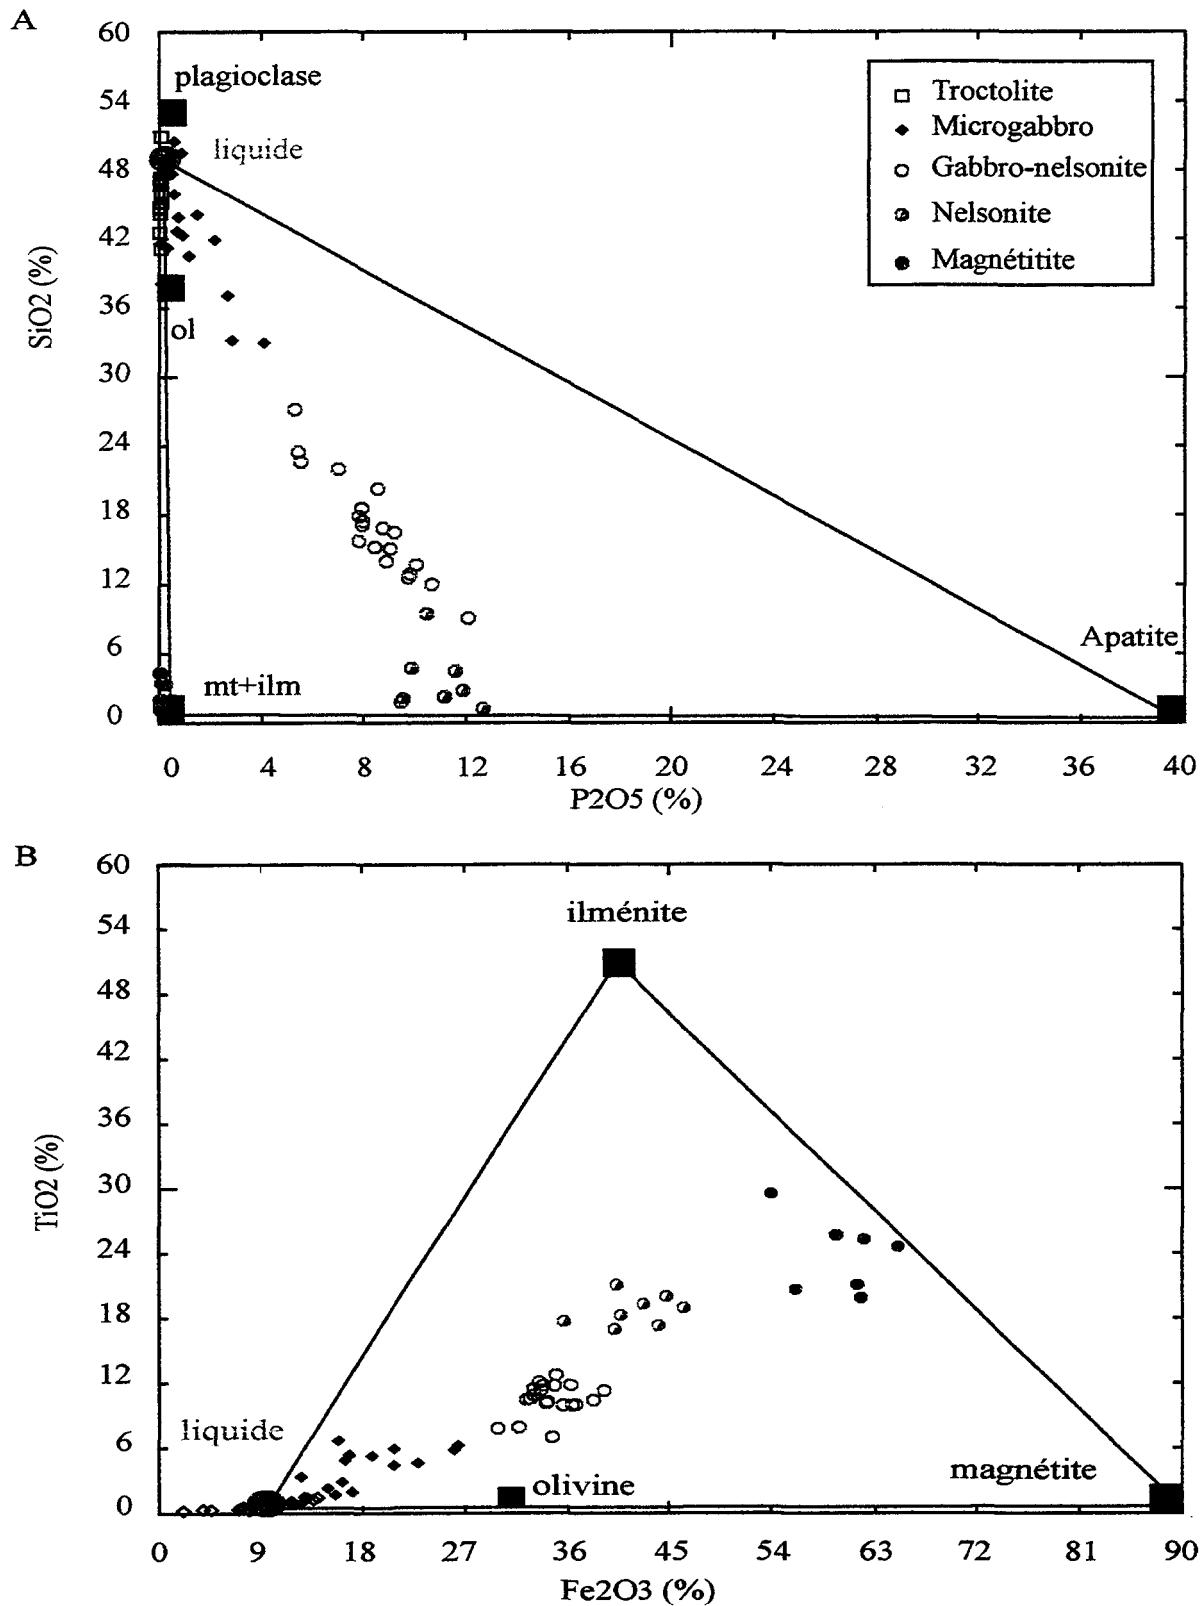 A
60
54
48
42
36
30
24
18
12
6
0
SiO2 (%)
plagioclase
liquide
ol
mt+ilm
Apatite
Troctolite
Microgabbro
Gabbro-nelsonite
Nelsonite
Magnétitite
0 4 8 12 16 20 24 28 32 36 40
P2O5 (%)
B
60
54
48
42
36
30
24
18
12
6
0
TiO2 (%)
ilménite
liquide
olivine
magnétite
0 9 18 27 36 45 54 63 72 81 90
Fe2O3 (%)